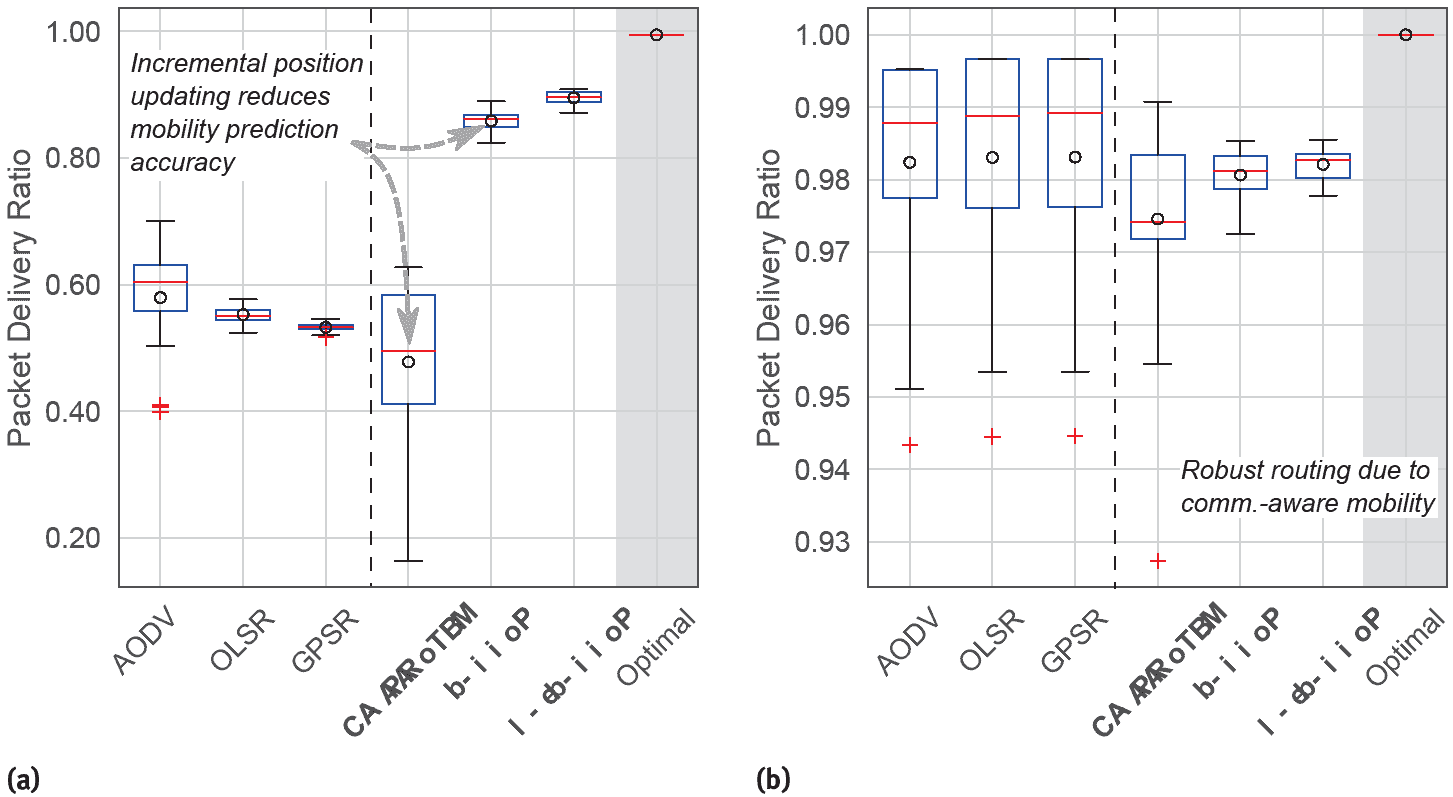 1.00
0.80
0.60
0.40
0.20
Packet Delivery Ratio
Incremental position
updating reduces
mobility prediction
accuracy
AODV
OLSR
GPSR
Optimal
(a)
1.00
0.99
0.98
0.97
0.96
0.95
0.94
0.93
Packet Delivery Ratio
Robust routing due to
comm.-aware mobility
AODV
OLSR
GPSR
Optimal
(b)